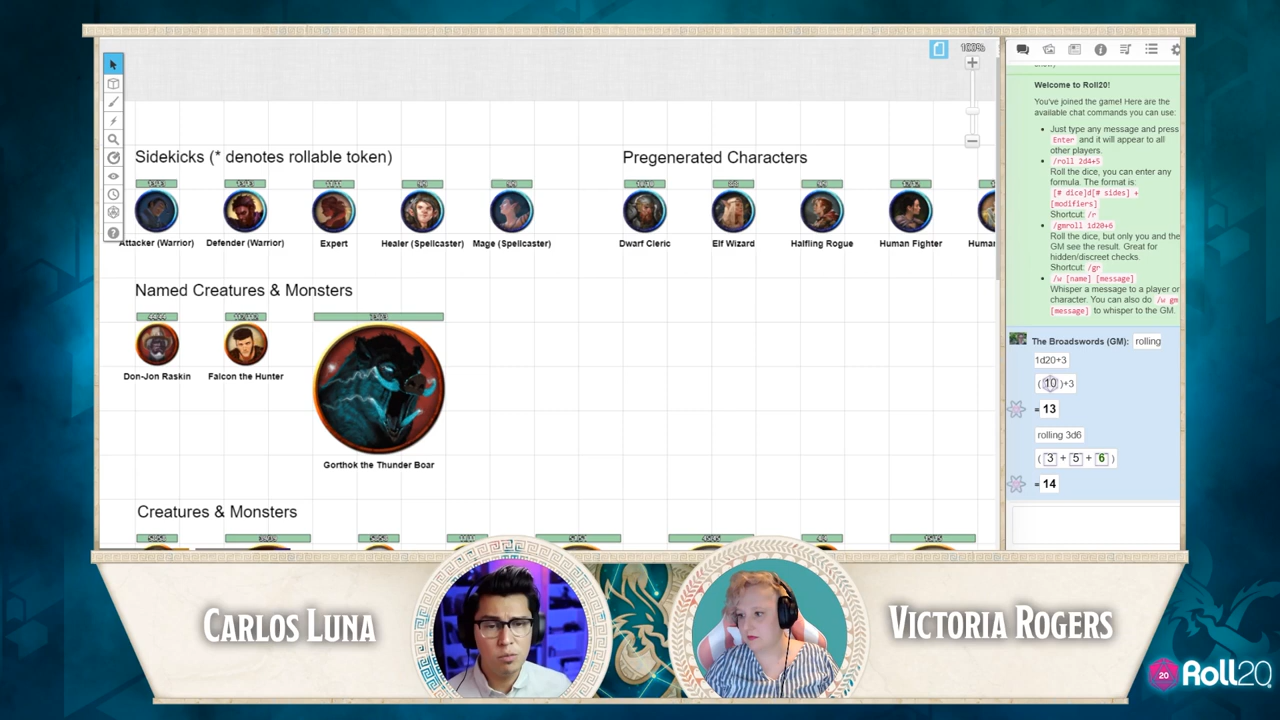 100%
Sidekicks (* denotes rollable token)
Pregenerated Characters
Attacker (Warrior)
Defender (Warrior)
Expert
Healer (Spellcaster)
Mage (Spellcaster)
Dwarf Cleric
Elf Wizard
Halfling Rogue
Human Fighter
Human
Named Creatures & Monsters
Don-Jon Raskin
Falcon the Hunter
Gorthok the Thunder Boar
Creatures & Monsters
Welcome to Roll20!
You've joined the game! Here are the
available chat commands you can use:
• Just type any message and press
Enter and it will appear to all
other players.
• /roll 2d4+5
Roll the dice, you can enter any
formula. The format is:
[# dice]d[# sides] +
[modifiers]
Shortcut: /r
• /gmroll 1d20+6
Roll the dice, but only you and the
GM see the result. Great for
hidden/discreet checks.
Shortcut: /gr
• /w [name] [message]
Whisper a message to a player or
character. You can also do /w gm
[message] to whisper to the GM.
The Broadswords (GM): rolling
1d20+3
(10)+3
= 13
rolling 3d6
(3 + 5 + 6)
= 14
CARLOS LUNA
VICTORIA ROGERS
20 Roll20